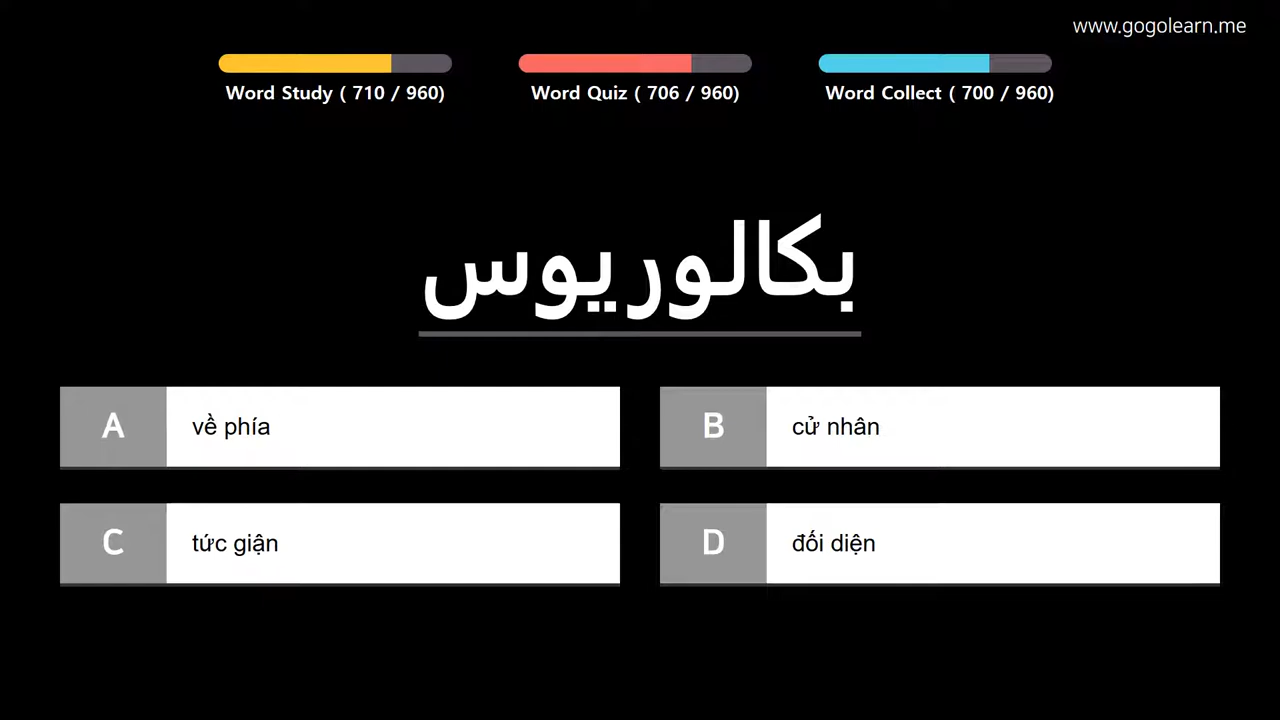 www.gogolearn.me
Word Study ( 710 / 960)
Word Quiz ( 706 / 960)
Word Collect ( 700 / 960)
بكالوريوس
A về phía
B cử nhân
C tức giận
D đối diện